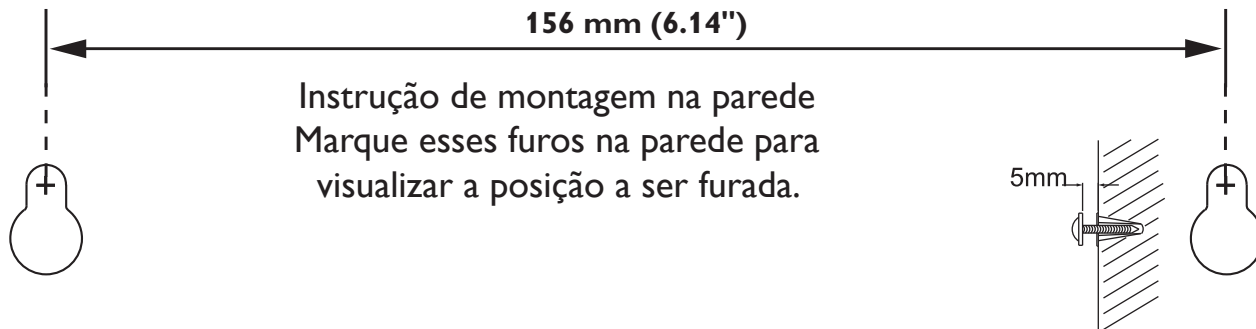 156 mm (6.14")
Instrução de montagem na parede
Marque esses furos na parede para
visualizar a posição a ser furada.
5mm